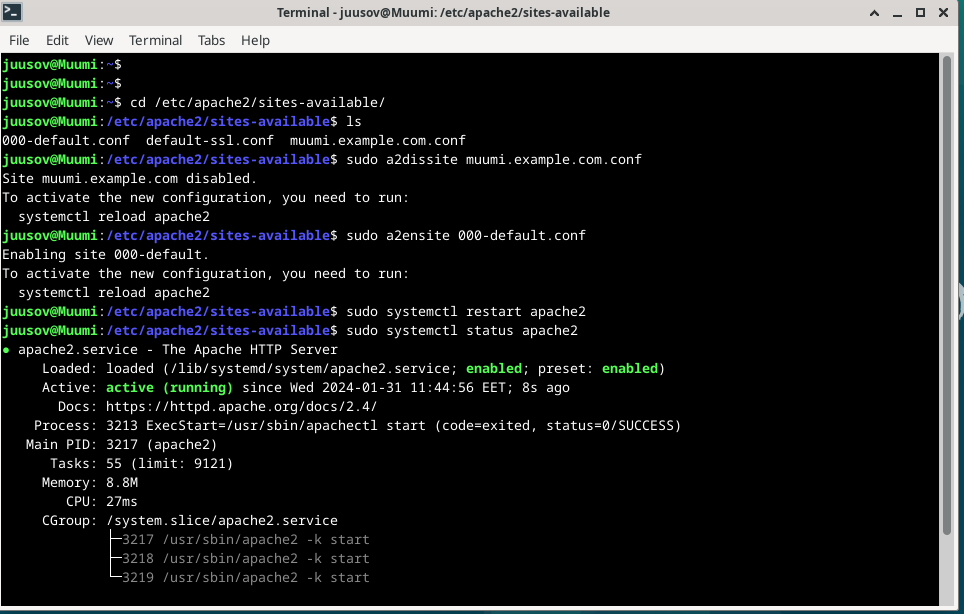 Terminal - juusov@Muumi: /etc/apache2/sites-available
File Edit View Terminal Tabs Help
juusov@Muumi:~$
juusov@Muumi:~$
juusov@Muumi:~$ cd /etc/apache2/sites-available/
juusov@Muumi:/etc/apache2/sites-available$ ls
000-default.conf  default-ssl.conf  muumi.example.com.conf
juusov@Muumi:/etc/apache2/sites-available$ sudo a2dissite muumi.example.com.conf
Site muumi.example.com disabled.
To activate the new configuration, you need to run:
  systemctl reload apache2
juusov@Muumi:/etc/apache2/sites-available$ sudo a2ensite 000-default.conf
Enabling site 000-default.
To activate the new configuration, you need to run:
  systemctl reload apache2
juusov@Muumi:/etc/apache2/sites-available$ sudo systemctl restart apache2
juusov@Muumi:/etc/apache2/sites-available$ sudo systemctl status apache2
● apache2.service - The Apache HTTP Server
     Loaded: loaded (/lib/systemd/system/apache2.service; enabled; preset: enabled)
     Active: active (running) since Wed 2024-01-31 11:44:56 EET; 8s ago
       Docs: https://httpd.apache.org/docs/2.4/
    Process: 3213 ExecStart=/usr/sbin/apachectl start (code=exited, status=0/SUCCESS)
   Main PID: 3217 (apache2)
      Tasks: 55 (limit: 9121)
     Memory: 8.8M
        CPU: 27ms
     CGroup: /system.slice/apache2.service
             ├─3217 /usr/sbin/apache2 -k start
             ├─3218 /usr/sbin/apache2 -k start
             └─3219 /usr/sbin/apache2 -k start